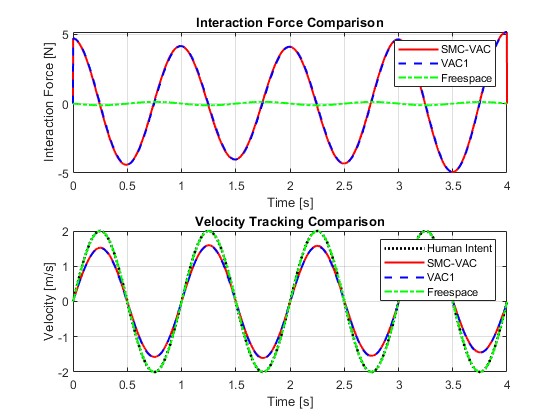 Interaction Force Comparison
Interaction Force [N]
5
0
-5
SMC-VAC
VAC1
Freespace
0 0.5 1 1.5 2 2.5 3 3.5 4
Time [s]
Velocity Tracking Comparison
Velocity [m/s]
2
1
0
-1
-2
Human Intent
SMC-VAC
VAC1
Freespace
0 0.5 1 1.5 2 2.5 3 3.5 4
Time [s]